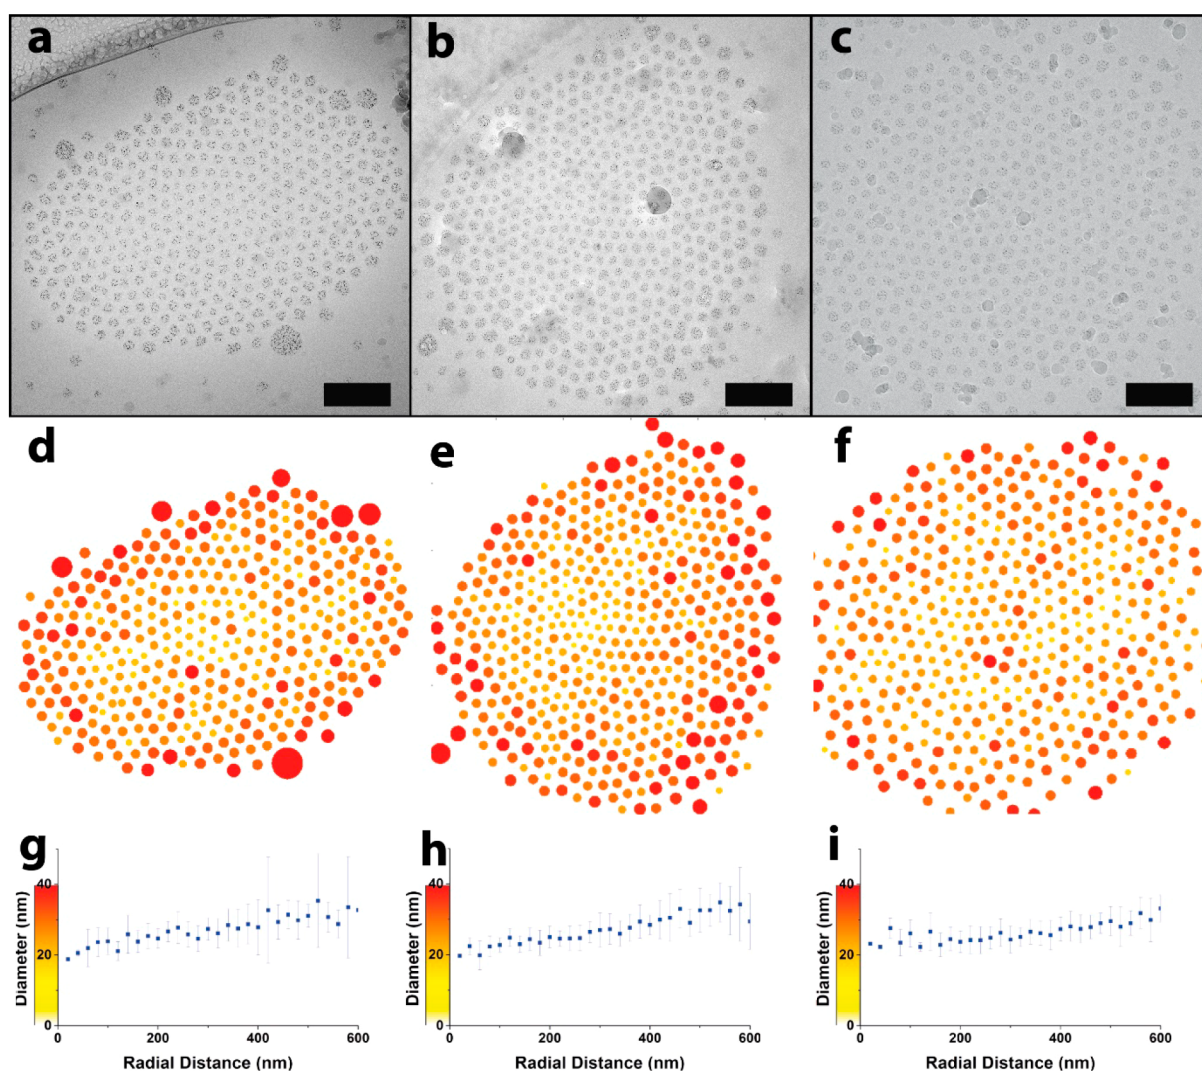 a b c
d e f
g h i
Diameter (nm) Diameter (nm) Diameter (nm)
40 40 40
20 20 20
0 0 0
0 200 400 600 0 200 400 600 0 200 400 600
Radial Distance (nm) Radial Distance (nm) Radial Distance (nm)